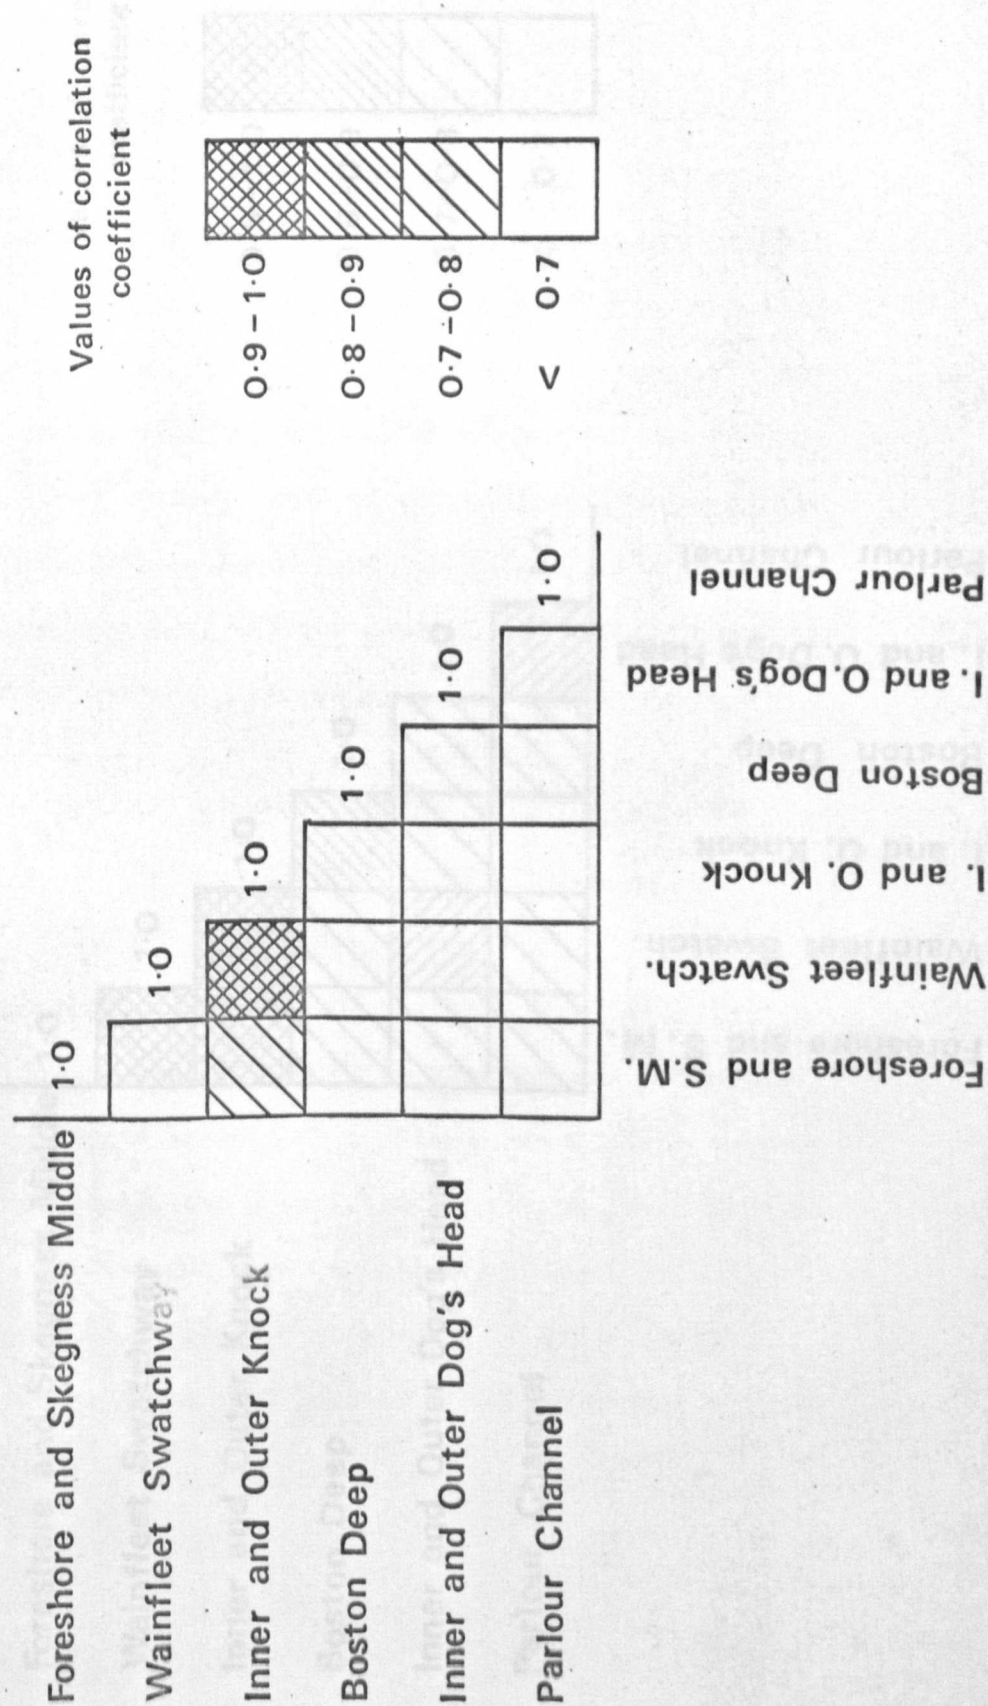 Foreshore and Skegness Middle 1·0
Wainfleet Swatchway 1·0
Inner and Outer Knock 1·0
Boston Deep 1·0
Inner and Outer Dog's Head 1·0
Parlour Channel 1·0
Foreshore and S.M.
Wainfleet Swatch.
I. and O. Knock
Boston Deep
I. and O. Dog's Head
Parlour Channel
Values of correlation
coefficient
0·9 – 1·0
0·8 – 0·9
0·7 – 0·8
< 0·7